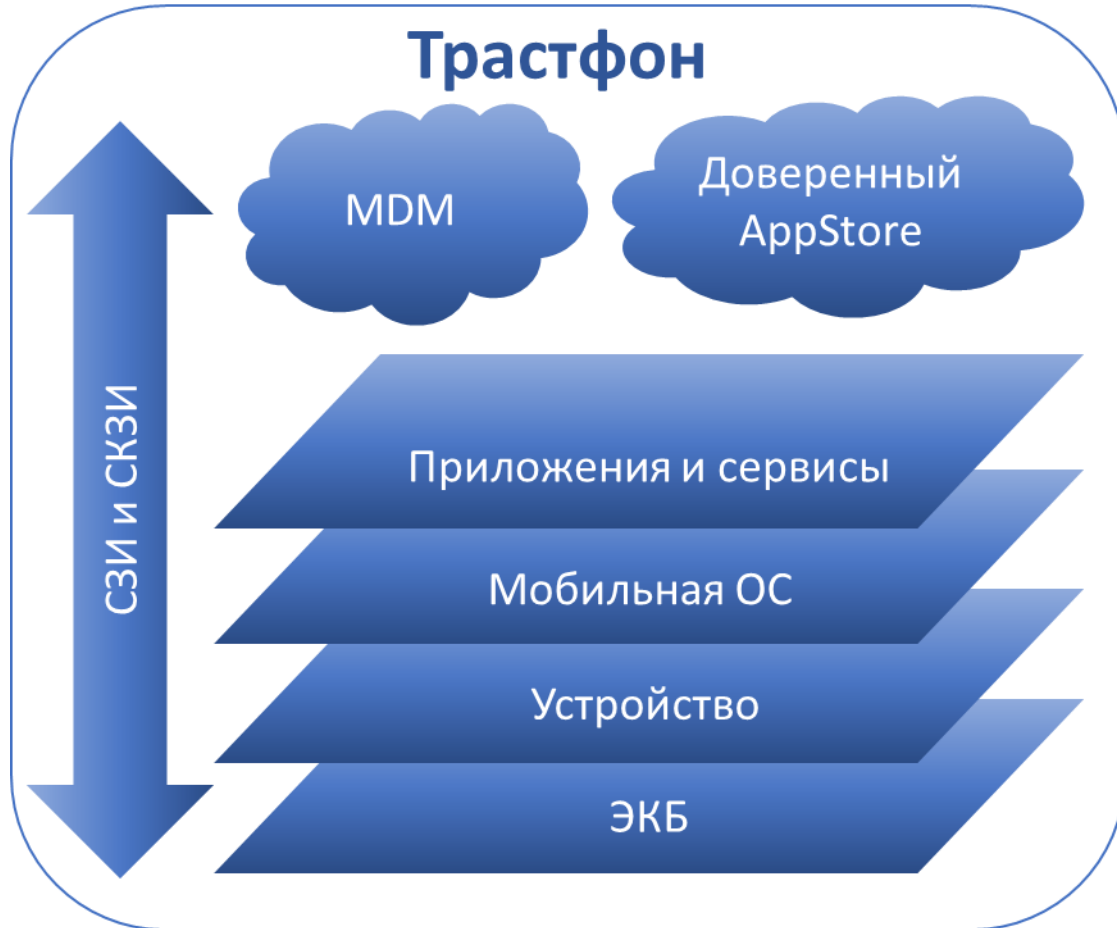 Трастфон
MDM
Доверенный
AppStore
СЗИ и СКЗИ
Приложения и сервисы
Мобильная ОС
Устройство
ЭКБ